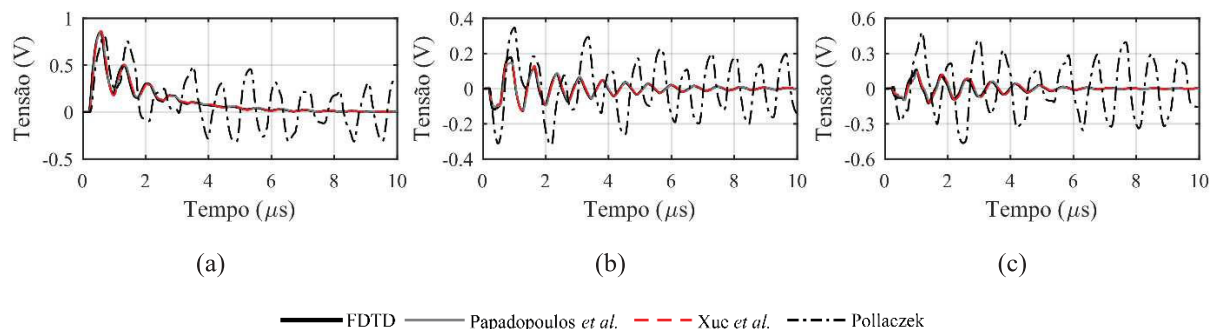 1
0.5
0
-0.5
Tensão (V)
0 2 4 6 8 10
Tempo (μs)
(a)
0.4
0.2
0
-0.2
-0.4
Tensão (V)
0 2 4 6 8 10
Tempo (μs)
(b)
0.6
0.3
0
-0.3
-0.6
Tensão (V)
0 2 4 6 8 10
Tempo (μs)
(c)
FDTD Papadopoulos et al. Xue et al. Pollaczek